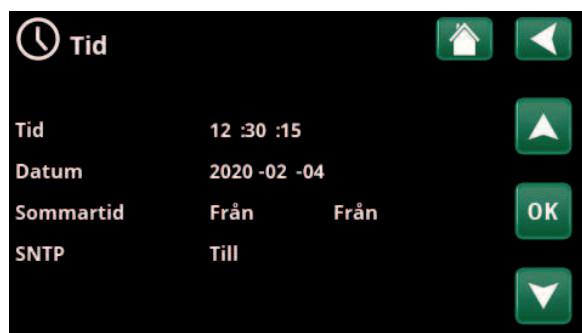 Tid
Tid 12 :30 :15
Datum 2020 -02 -04
Sommartid Från Från
OK
SNTP Till